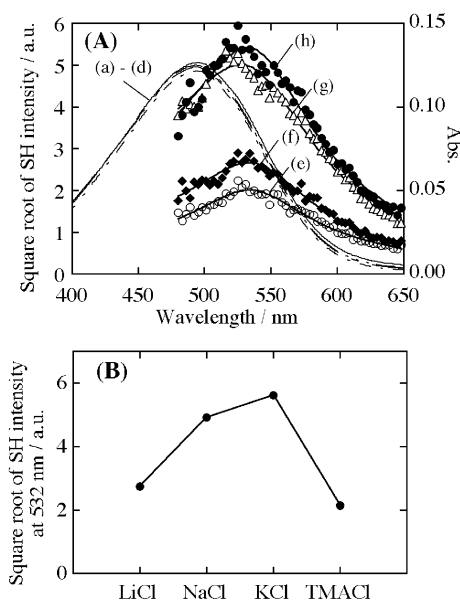 (A)
(a) - (d)
(h)
(g)
(f)
(e)
6
5
4
3
2
1
0
0.15
0.10
0.05
0.00
400
450
500
550
600
650
Square root of SH intensity / a.u.
Abs.
Wavelength / nm
(B)
6
4
2
0
Square root of SH intensity
at 532 nm / a.u.
LiCl
NaCl
KCl
TMACl